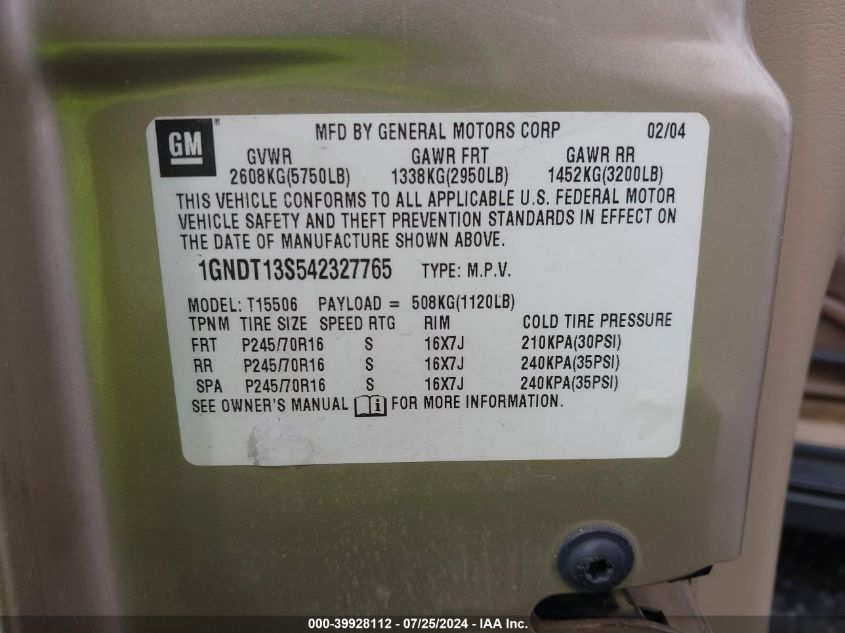 GM ® MFD BY GENERAL MOTORS CORP 02/04
GVWR GAWR FRT GAWR RR
2608KG(5750LB) 1338KG(2950LB) 1452KG(3200LB)
THIS VEHICLE CONFORMS TO ALL APPLICABLE U.S. FEDERAL MOTOR
VEHICLE SAFETY AND THEFT PREVENTION STANDARDS IN EFFECT ON
THE DATE OF MANUFACTURE SHOWN ABOVE.
1GNDT13S542327765 TYPE: M.P.V.
MODEL: T15506 PAYLOAD = 508KG(1120LB)
TPNM TIRE SIZE SPEED RTG RIM COLD TIRE PRESSURE
FRT P245/70R16 S 16X7J 210KPA(30PSI)
RR P245/70R16 S 16X7J 240KPA(35PSI)
SPA P245/70R16 S 16X7J 240KPA(35PSI)
SEE OWNER'S MANUAL i FOR MORE INFORMATION.
000-39928112 - 07/25/2024 - IAA Inc.